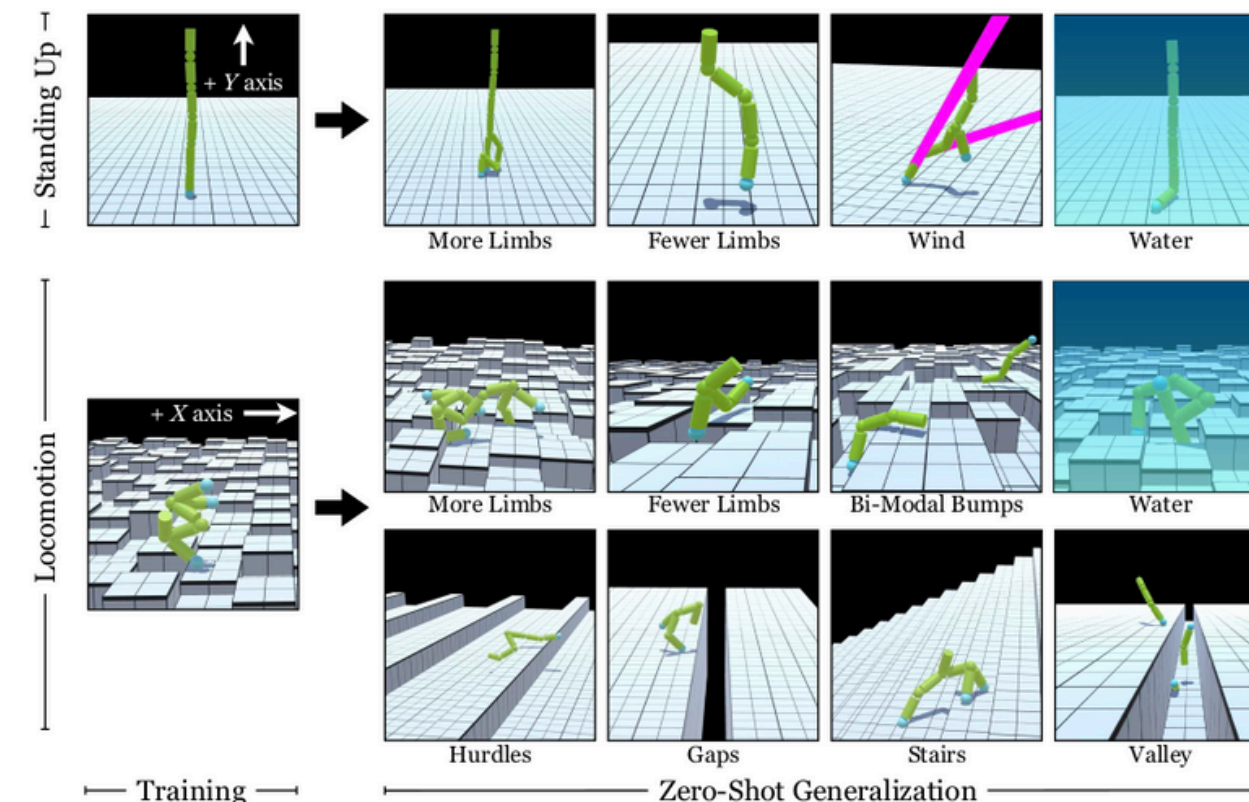 Standing Up
+ Y axis
More Limbs
Fewer Limbs
Wind
Water
Locomotion
+ X axis
More Limbs
Fewer Limbs
Bi-Modal Bumps
Water
Hurdles
Gaps
Stairs
Valley
Training
Zero-Shot Generalization